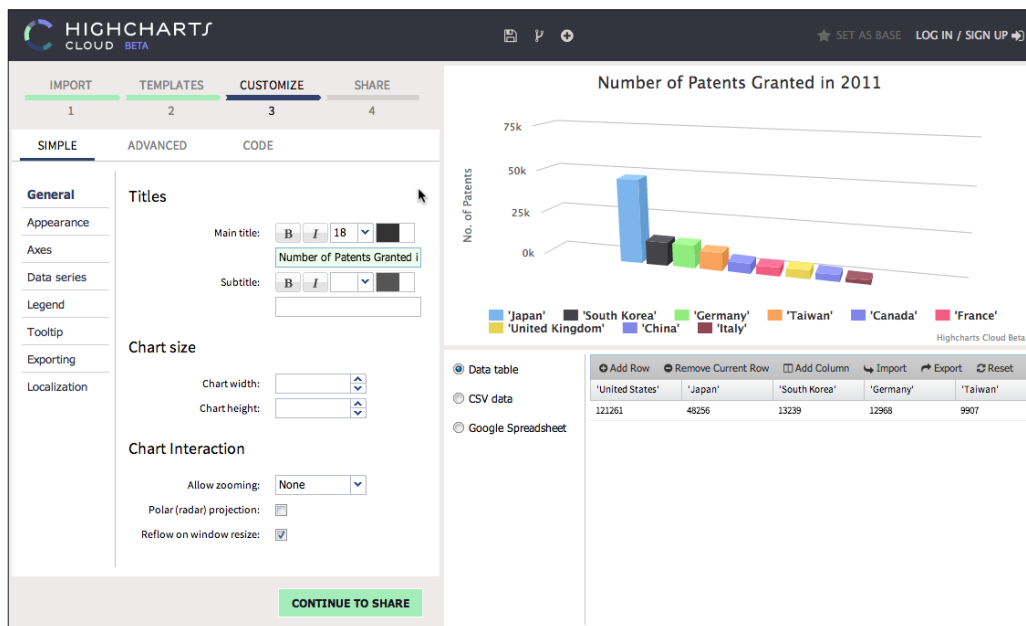 HIGHCHARTS
CLOUD BETA
SET AS BASE LOG IN / SIGN UP
IMPORT TEMPLATES CUSTOMIZE SHARE
1 2 3 4
SIMPLE ADVANCED CODE
General
Appearance
Axes
Data series
Legend
Tooltip
Exporting
Localization
Titles
Main title: B I 18
Number of Patents Granted i
Subtitle: B I
Chart size
Chart width:
Chart height:
Chart Interaction
Allow zooming: None
Polar (radar) projection:
Reflow on window resize:
CONTINUE TO SHARE
Number of Patents Granted in 2011
No. of Patents
75k
50k
25k
0k
'Japan' 'South Korea' 'Germany' 'Taiwan' 'Canada' 'France'
'United Kingdom' 'China' 'Italy'
Highcharts Cloud Beta
Data table
CSV data
Google Spreadsheet
Add Row Remove Current Row Add Column Import Export Reset
'United States' 'Japan' 'South Korea' 'Germany' 'Taiwan'
121261 48256 13239 12968 9907